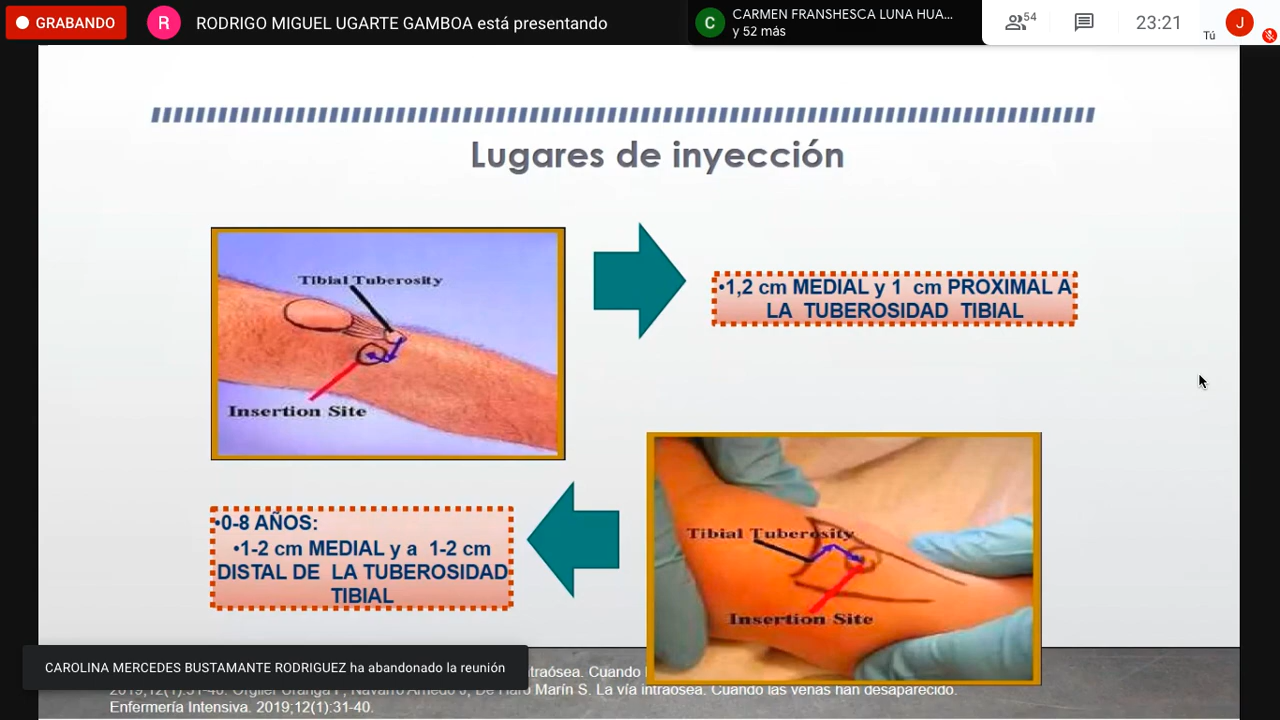 GRABANDO
R
RODRIGO MIGUEL UGARTE GAMBOA está presentando
C
CARMEN FRANSHESCA LUNA HUA...
y 52 más
54
23:21
Tú
J
Lugares de inyección
Tibial Tuberosity
Insertion Site
•1,2 cm MEDIAL y 1 cm PROXIMAL A
LA TUBEROSIDAD TIBIAL
•0-8 AÑOS:
•1-2 cm MEDIAL y a 1-2 cm
DISTAL DE LA TUBEROSIDAD
TIBIAL
Tibial Tuberosity
Insertion Site
CAROLINA MERCEDES BUSTAMANTE RODRIGUEZ ha abandonado la reunión
intraósea. Cuando
2019;12(1):31-40. Orgiler Uranga P, Navarro Arnedo J, De Haro Marín S. La vía intraósea. Cuando las venas han desaparecido.
Enfermería Intensiva. 2019;12(1):31-40.